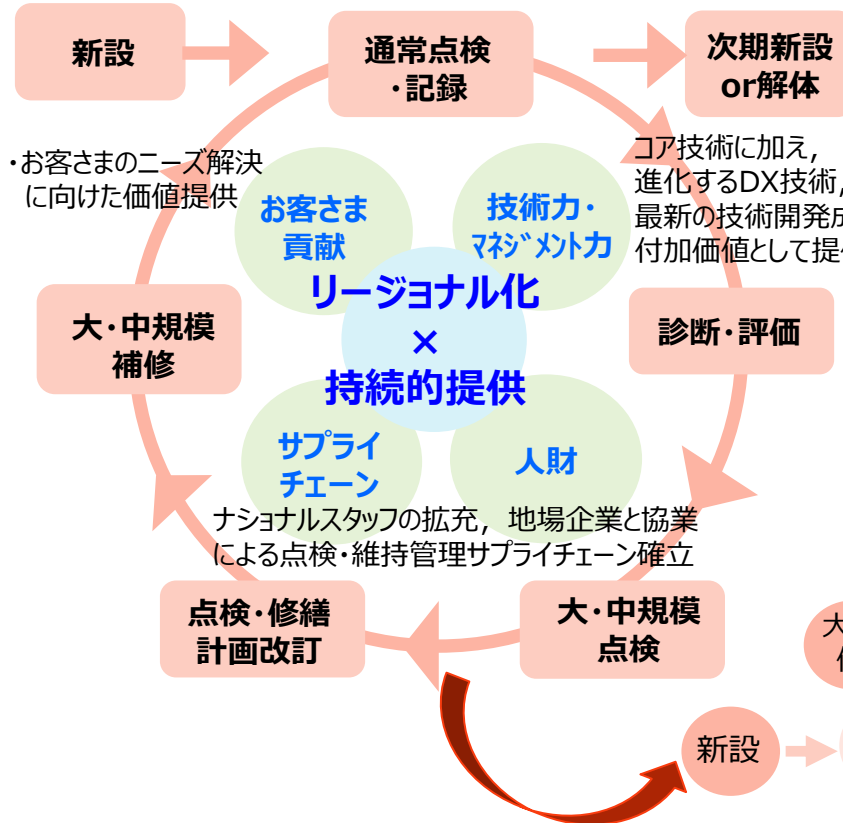 新設
通常点検
・記録
次期新設
or解体
・お客さまのニーズ解決
に向けた価値提供
コア技術に加え，
進化するDX技術，
最新の技術開発成
付加価値として提
お客さま
貢献
技術力・
ﾏﾈｼﾞﾒﾝﾄ力
リージョナル化
×
持続的提供
大・中規模
補修
診断・評価
サプライ
チェーン
人財
ナショナルスタッフの拡充，地場企業と協業
による点検・維持管理サプライチェーン確立
点検・修繕
計画改訂
大・中規模
点検
大
新設